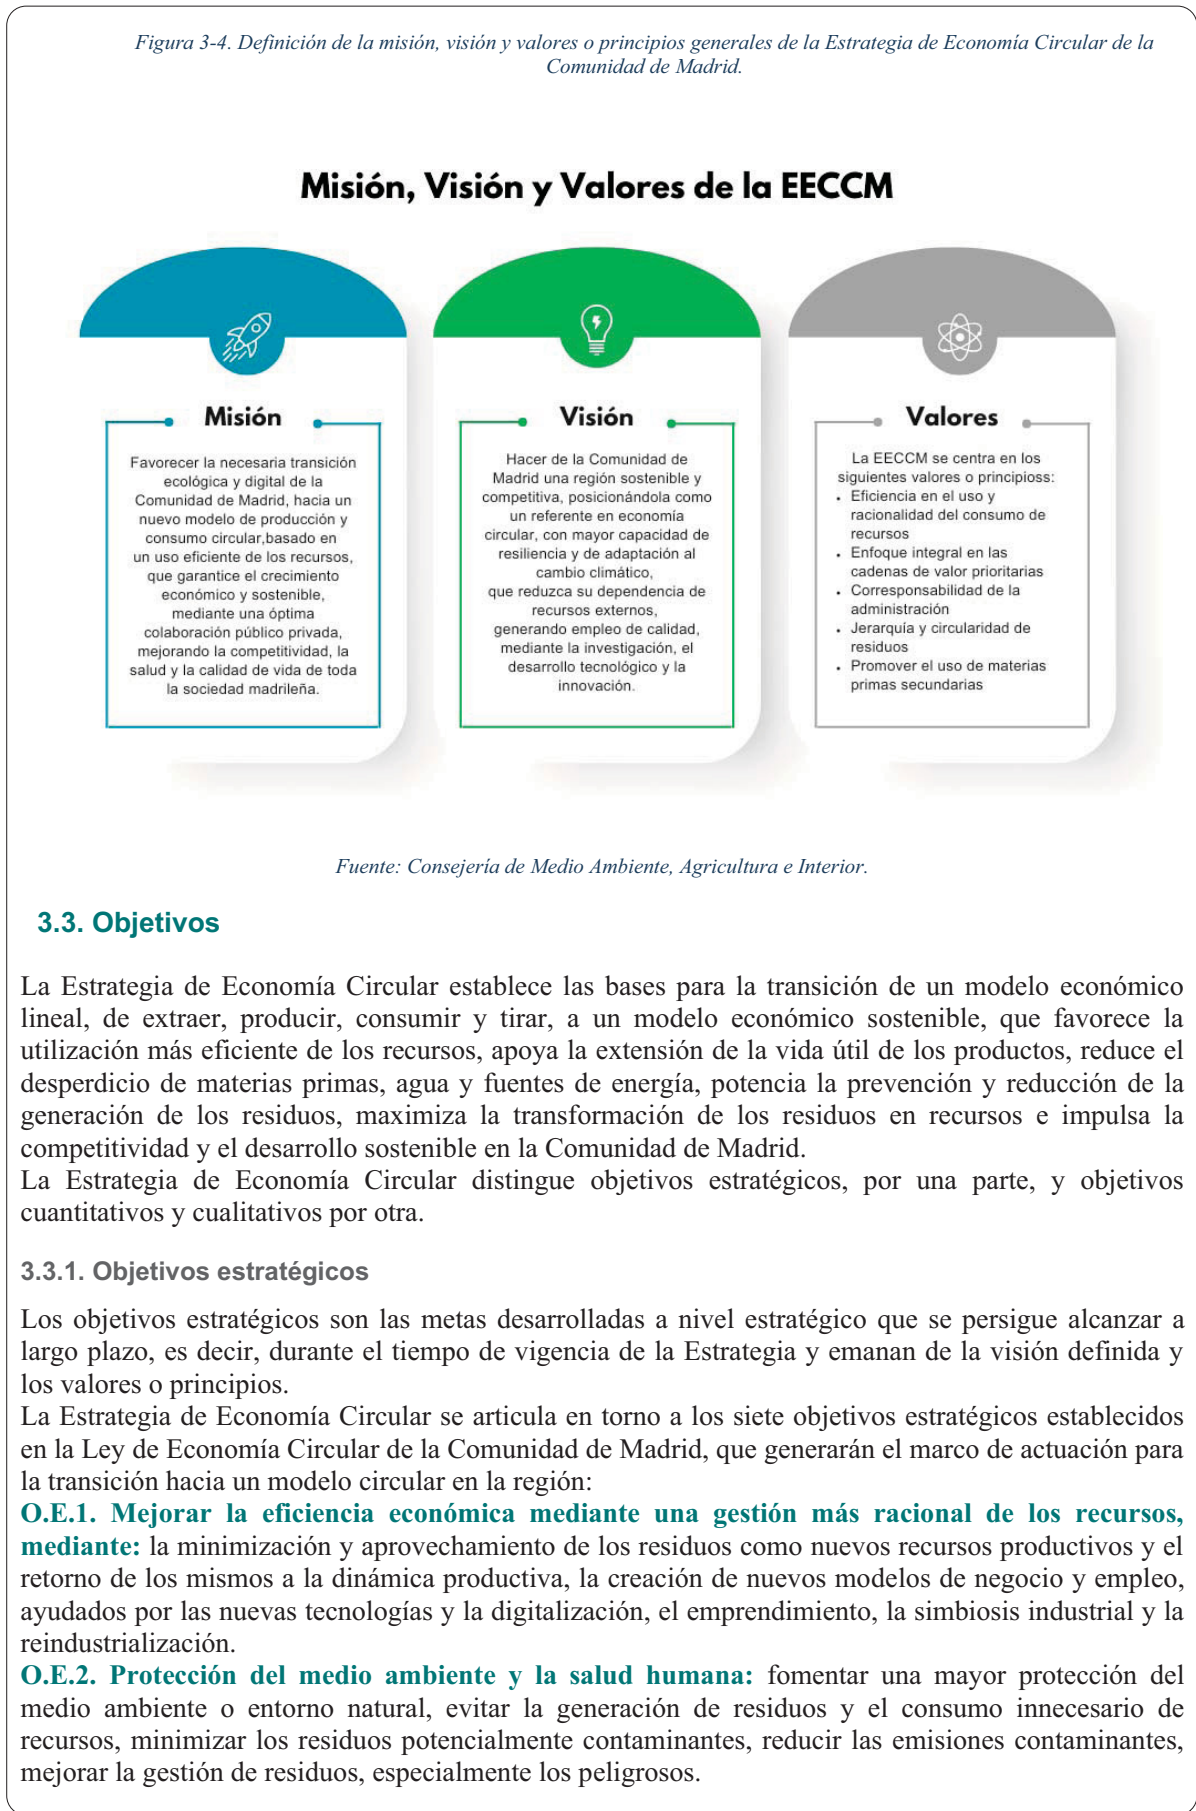 Figura 3-4. Definición de la misión, visión y valores o principios generales de la Estrategia de Economía Circular de la
Comunidad de Madrid.
Misión, Visión y Valores de la EECCM
Misión
Favorecer la necesaria transición
ecológica y digital de la
Comunidad de Madrid, hacia un
nuevo modelo de producción y
consumo circular,basado en
un uso eficiente de los recursos,
que garantice el crecimiento
económico y sostenible,
mediante una óptima
colaboración público privada,
mejorando la competitividad, la
salud y la calidad de vida de toda
la sociedad madrileña.
Visión
Hacer de la Comunidad de
Madrid una región sostenible y
competitiva, posicionándola como
un referente en economía
circular, con mayor capacidad de
resiliencia y de adaptación al
cambio climático,
que reduzca su dependencia de
recursos externos,
generando empleo de calidad,
mediante la investigación, el
desarrollo tecnológico y la
innovación.
Valores
La EECCM se centra en los
siguientes valores o principioss:
• Eficiencia en el uso y
racionalidad del consumo de
recursos
• Enfoque integral en las
cadenas de valor prioritarias
• Corresponsabilidad de la
administración
• Jerarquía y circularidad de
residuos
• Promover el uso de materias
primas secundarias
Fuente: Consejería de Medio Ambiente, Agricultura e Interior.
3.3. Objetivos
La Estrategia de Economía Circular establece las bases para la transición de un modelo económico
lineal, de extraer, producir, consumir y tirar, a un modelo económico sostenible, que favorece la
utilización más eficiente de los recursos, apoya la extensión de la vida útil de los productos, reduce el
desperdicio de materias primas, agua y fuentes de energía, potencia la prevención y reducción de la
generación de los residuos, maximiza la transformación de los residuos en recursos e impulsa la
competitividad y el desarrollo sostenible en la Comunidad de Madrid.
La Estrategia de Economía Circular distingue objetivos estratégicos, por una parte, y objetivos
cuantitativos y cualitativos por otra.
3.3.1. Objetivos estratégicos
Los objetivos estratégicos son las metas desarrolladas a nivel estratégico que se persigue alcanzar a
largo plazo, es decir, durante el tiempo de vigencia de la Estrategia y emanan de la visión definida y
los valores o principios.
La Estrategia de Economía Circular se articula en torno a los siete objetivos estratégicos establecidos
en la Ley de Economía Circular de la Comunidad de Madrid, que generarán el marco de actuación para
la transición hacia un modelo circular en la región:
O.E.1. Mejorar la eficiencia económica mediante una gestión más racional de los recursos,
mediante: la minimización y aprovechamiento de los residuos como nuevos recursos productivos y el
retorno de los mismos a la dinámica productiva, la creación de nuevos modelos de negocio y empleo,
ayudados por las nuevas tecnologías y la digitalización, el emprendimiento, la simbiosis industrial y la
reindustrialización.
O.E.2. Protección del medio ambiente y la salud humana: fomentar una mayor protección del
medio ambiente o entorno natural, evitar la generación de residuos y el consumo innecesario de
recursos, minimizar los residuos potencialmente contaminantes, reducir las emisiones contaminantes,
mejorar la gestión de residuos, especialmente los peligrosos.